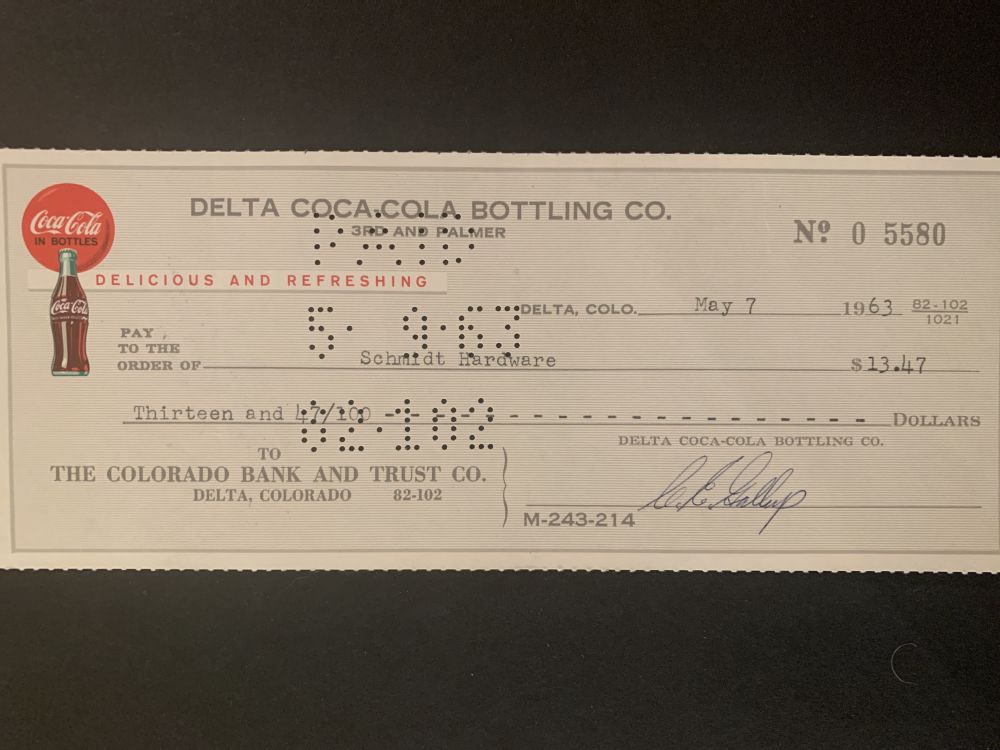 Coca-Cola
IN BOTTLES
DELTA COCA-COLA BOTTLING CO.
3RD AND PALMER
Nº 0 5580
PAID
DELICIOUS AND REFRESHING
Coca-Cola
DELTA, COLO. May 7 1963 82-102
1021
5·9·63
PAY
TO THE
ORDER OF Schmidt Hardware $13.47
Thirteen and 47/100 - - - - - - - - - - - - - - - - - - - DOLLARS
82·102
DELTA COCA-COLA BOTTLING CO.
TO
THE COLORADO BANK AND TRUST CO.
DELTA, COLORADO 82-102
C. E. Gallup
M-243-214